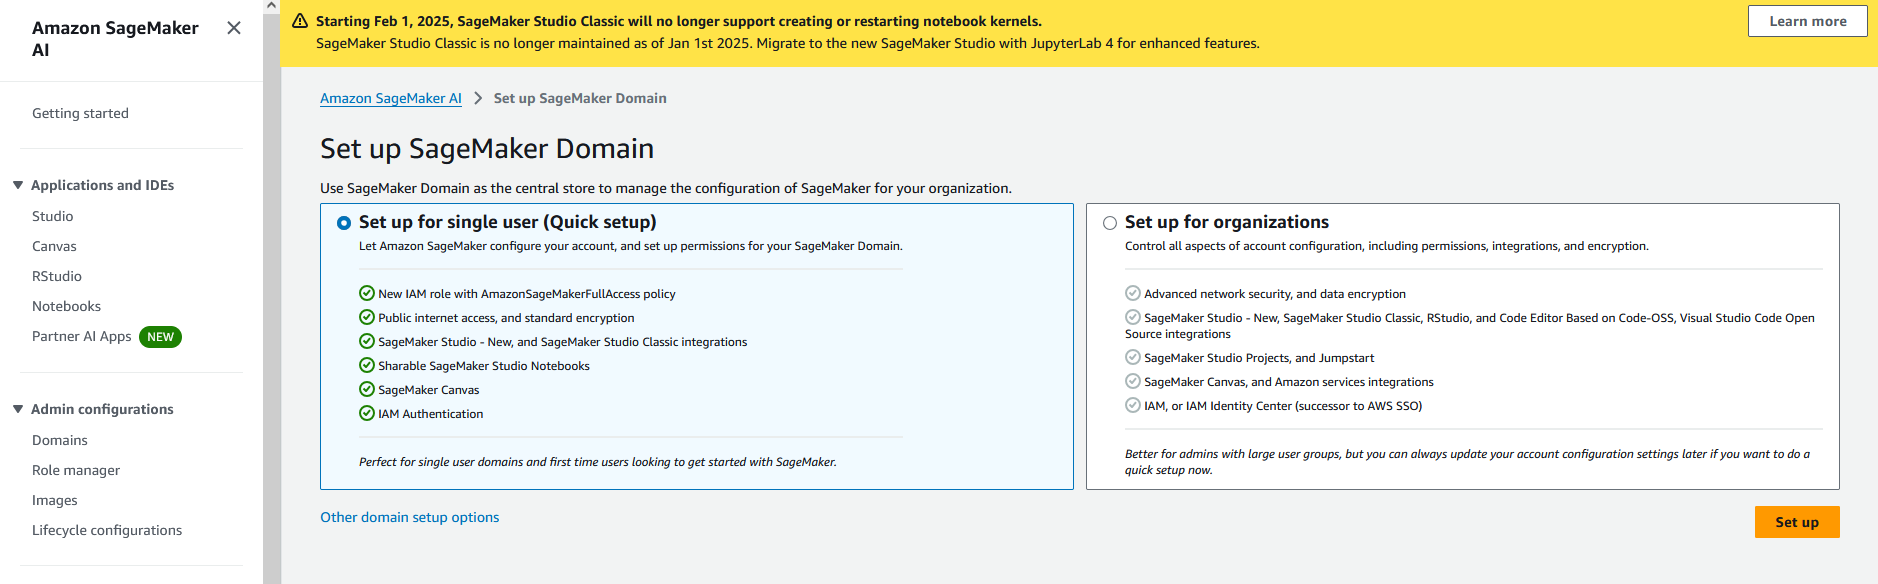 Amazon SageMaker
AI
Getting started
Applications and IDEs
Studio
Canvas
RStudio
Notebooks
Partner AI Apps NEW
Admin configurations
Domains
Role manager
Images
Lifecycle configurations
Starting Feb 1, 2025, SageMaker Studio Classic will no longer support creating or restarting notebook kernels.
SageMaker Studio Classic is no longer maintained as of Jan 1st 2025. Migrate to the new SageMaker Studio with JupyterLab 4 for enhanced features.
Learn more
Amazon SageMaker AI > Set up SageMaker Domain
Set up SageMaker Domain
Use SageMaker Domain as the central store to manage the configuration of SageMaker for your organization.
Set up for single user (Quick setup)
Let Amazon SageMaker configure your account, and set up permissions for your SageMaker Domain.
New IAM role with AmazonSageMakerFullAccess policy
Public internet access, and standard encryption
SageMaker Studio - New, and SageMaker Studio Classic integrations
Sharable SageMaker Studio Notebooks
SageMaker Canvas
IAM Authentication
Perfect for single user domains and first time users looking to get started with SageMaker.
Set up for organizations
Control all aspects of account configuration, including permissions, integrations, and encryption.
Advanced network security, and data encryption
SageMaker Studio - New, SageMaker Studio Classic, RStudio, and Code Editor Based on Code-OSS, Visual Studio Code Open
Source integrations
SageMaker Studio Projects, and Jumpstart
SageMaker Canvas, and Amazon services integrations
IAM, or IAM Identity Center (successor to AWS SSO)
Better for admins with large user groups, but you can always update your account configuration settings later if you want to do a
quick setup now.
Other domain setup options
Set up